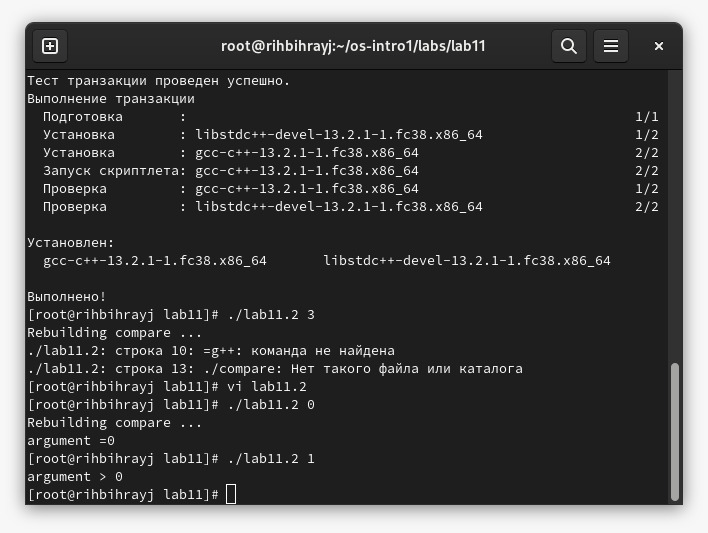 root@rihbihrayj:~/os-intro1/labs/lab11
Тест транзакции проведен успешно.
Выполнение транзакции
  Подготовка       :                                                        1/1
  Установка        : libstdc++-devel-13.2.1-1.fc38.x86_64                   1/2
  Установка        : gcc-c++-13.2.1-1.fc38.x86_64                           2/2
  Запуск скриптлета: gcc-c++-13.2.1-1.fc38.x86_64                           2/2
  Проверка         : gcc-c++-13.2.1-1.fc38.x86_64                           1/2
  Проверка         : libstdc++-devel-13.2.1-1.fc38.x86_64                   2/2
Установлен:
  gcc-c++-13.2.1-1.fc38.x86_64       libstdc++-devel-13.2.1-1.fc38.x86_64
Выполнено!
[root@rihbihrayj lab11]# ./lab11.2 3
Rebuilding compare ...
./lab11.2: строка 10: =g++: команда не найдена
./lab11.2: строка 13: ./compare: Нет такого файла или каталога
[root@rihbihrayj lab11]# vi lab11.2
[root@rihbihrayj lab11]# ./lab11.2 0
Rebuilding compare ...
argument =0
[root@rihbihrayj lab11]# ./lab11.2 1
argument > 0
[root@rihbihrayj lab11]#